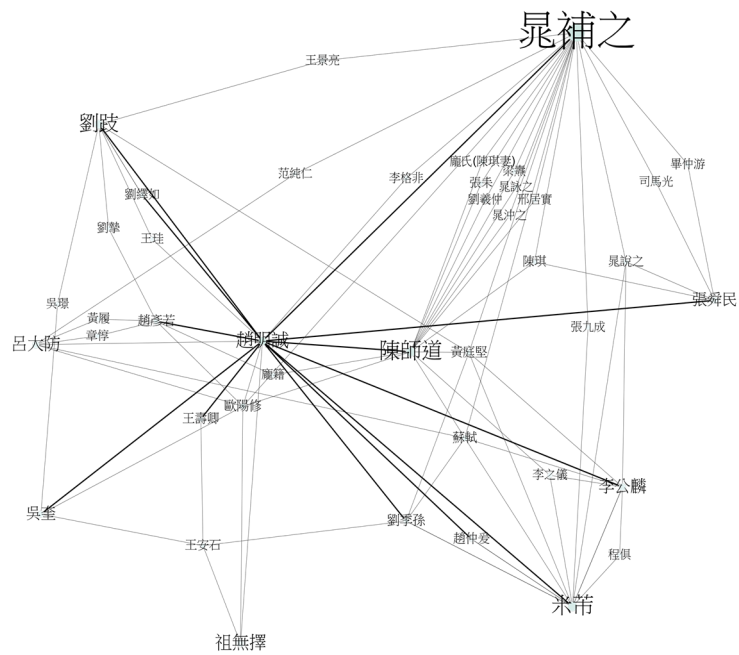 晁補之
王景亮
劉跂
龐氏(陳琪妻)
畢仲游
梁燾
范純仁
李格非
張耒
晁詠之
司馬光
劉繹如
劉羲仲
邢居實
晁沖之
劉摯
王珪
陳琪
晁說之
吳璟
張舜民
黃履
趙彥若
張九成
章惇
呂大防
趙明誠
陳師道
黃庭堅
龐籍
歐陽修
王壽卿
蘇軾
李之儀
李公麟
吳奎
劉季孫
趙仲爰
王安石
程俱
米芾
祖無擇